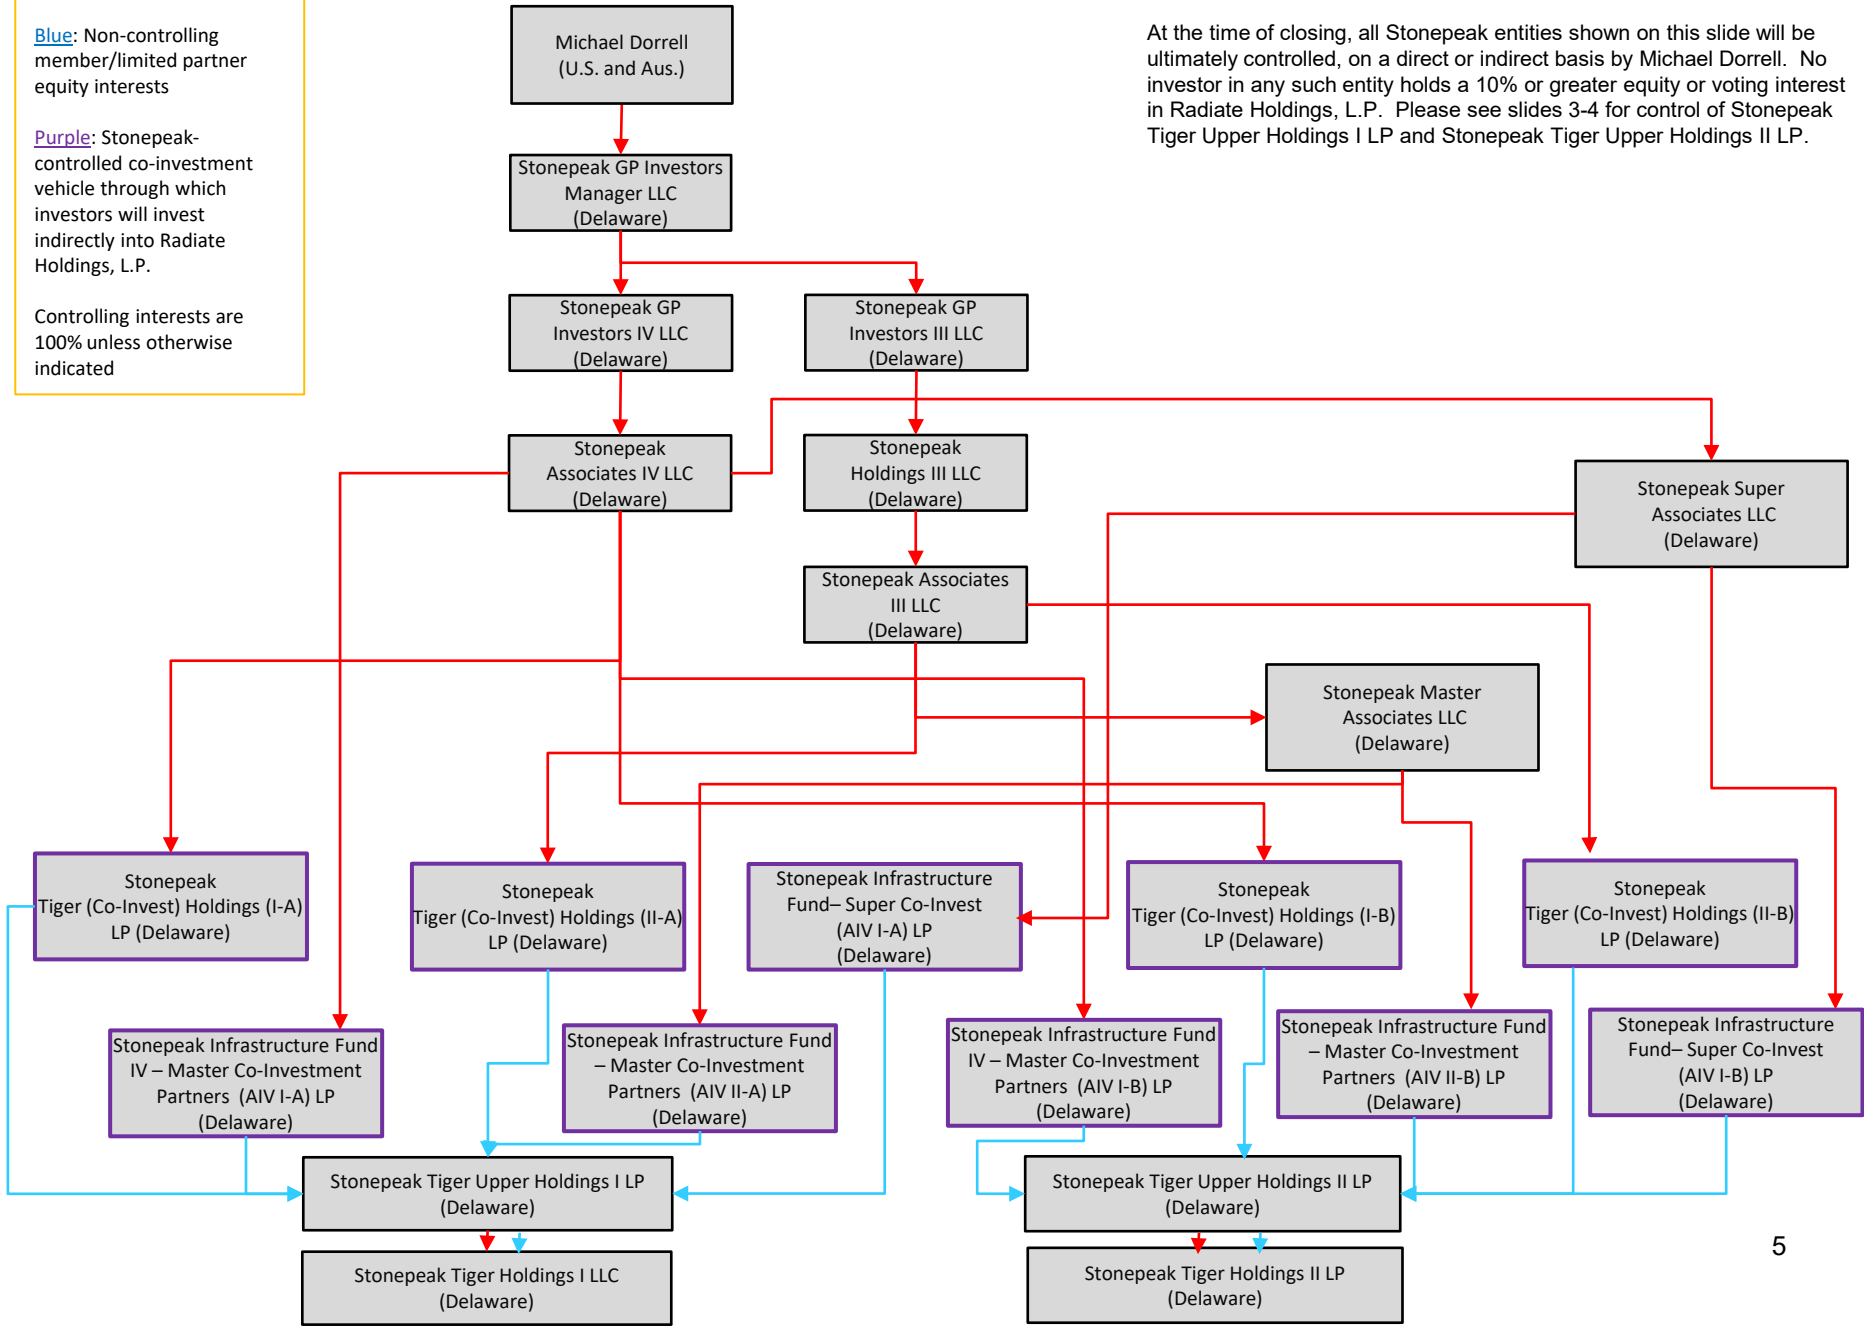 Blue: Non-controlling
member/limited partner
equity interests
Purple: Stonepeak-
controlled co-investment
vehicle through which
investors will invest
indirectly into Radiate
Holdings, L.P.
Controlling interests are
100% unless otherwise
indicated
Michael Dorrell
(U.S. and Aus.)
At the time of closing, all Stonepeak entities shown on this slide will be
ultimately controlled, on a direct or indirect basis by Michael Dorrell. No
investor in any such entity holds a 10% or greater equity or voting interest
in Radiate Holdings, L.P. Please see slides 3-4 for control of Stonepeak
Tiger Upper Holdings I LP and Stonepeak Tiger Upper Holdings II LP.
Stonepeak GP Investors
Manager LLC
(Delaware)
Stonepeak GP
Investors IV LLC
(Delaware)
Stonepeak GP
Investors III LLC
(Delaware)
Stonepeak
Associates IV LLC
(Delaware)
Stonepeak
Holdings III LLC
(Delaware)
Stonepeak Super
Associates LLC
(Delaware)
Stonepeak Associates
III LLC
(Delaware)
Stonepeak Master
Associates LLC
(Delaware)
Stonepeak
Tiger (Co-Invest) Holdings (I-A)
LP (Delaware)
Stonepeak
Tiger (Co-Invest) Holdings (II-A)
LP (Delaware)
Stonepeak Infrastructure
Fund– Super Co-Invest
(AIV I-A) LP
(Delaware)
Stonepeak
Tiger (Co-Invest) Holdings (I-B)
LP (Delaware)
Stonepeak
Tiger (Co-Invest) Holdings (II-B)
LP (Delaware)
Stonepeak Infrastructure Fund
IV – Master Co-Investment
Partners (AIV I-A) LP
(Delaware)
Stonepeak Infrastructure Fund
– Master Co-Investment
Partners (AIV II-A) LP
(Delaware)
Stonepeak Infrastructure Fund
IV – Master Co-Investment
Partners (AIV I-B) LP
(Delaware)
Stonepeak Infrastructure Fund
– Master Co-Investment
Partners (AIV II-B) LP
(Delaware)
Stonepeak Infrastructure
Fund– Super Co-Invest
(AIV I-B) LP
(Delaware)
Stonepeak Tiger Upper Holdings I LP
(Delaware)
Stonepeak Tiger Upper Holdings II LP
(Delaware)
Stonepeak Tiger Holdings I LLC
(Delaware)
Stonepeak Tiger Holdings II LP
(Delaware)
5